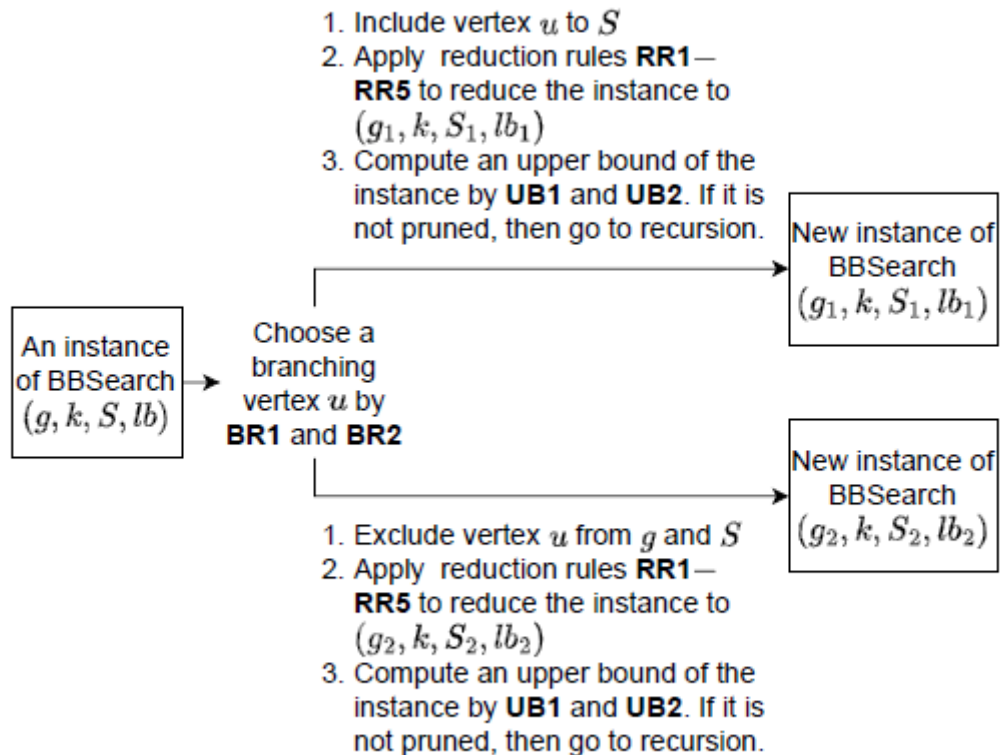 An instance
of BBSearch
(g, k, S, lb)
Choose a
branching
vertex u by
BR1 and BR2
1. Include vertex u to S
2. Apply reduction rules RR1—
RR5 to reduce the instance to
(g₁, k, S₁, lb₁)
3. Compute an upper bound of the
instance by UB1 and UB2. If it is
not pruned, then go to recursion.
New instance of
BBSearch
(g₁, k, S₁, lb₁)
1. Exclude vertex u from g and S
2. Apply reduction rules RR1—
RR5 to reduce the instance to
(g₂, k, S₂, lb₂)
3. Compute an upper bound of the
instance by UB1 and UB2. If it is
not pruned, then go to recursion.
New instance of
BBSearch
(g₂, k, S₂, lb₂)